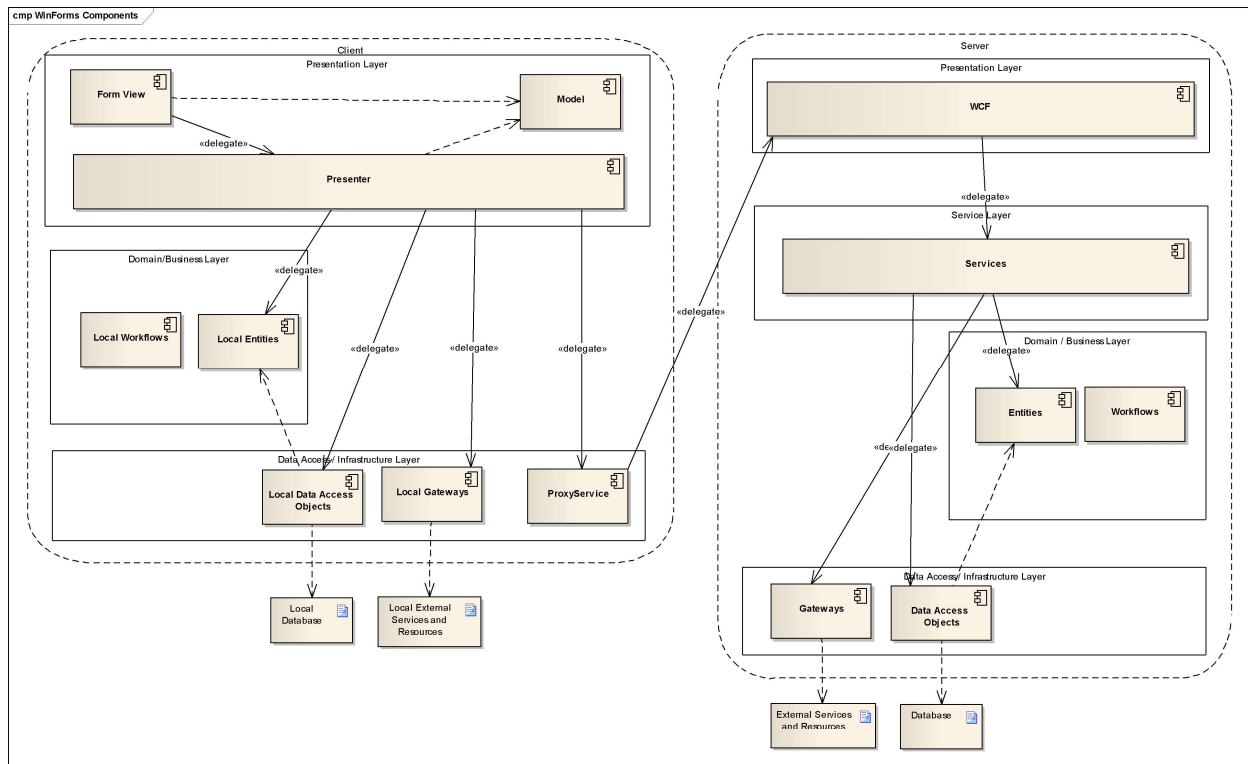 cmp WinForms Components
Client
Presentation Layer
Form View
Model
«delegate»
Presenter
Domain/Business Layer
«delegate»
Local Workflows
Local Entities
«delegate»
«delegate»
«delegate»
Data Access/ Infrastructure Layer
Local Data Access
Objects
Local Gateways
ProxyService
Local
Database
Local External
Services and
Resources
«delegate»
Server
Presentation Layer
WCF
«delegate»
Service Layer
Services
Domain / Business Layer
«delegate»
Entities
Workflows
«de
«delegate»
Data Access/ Infrastructure Layer
Gateways
Data Access
Objects
External Services
and Resources
Database